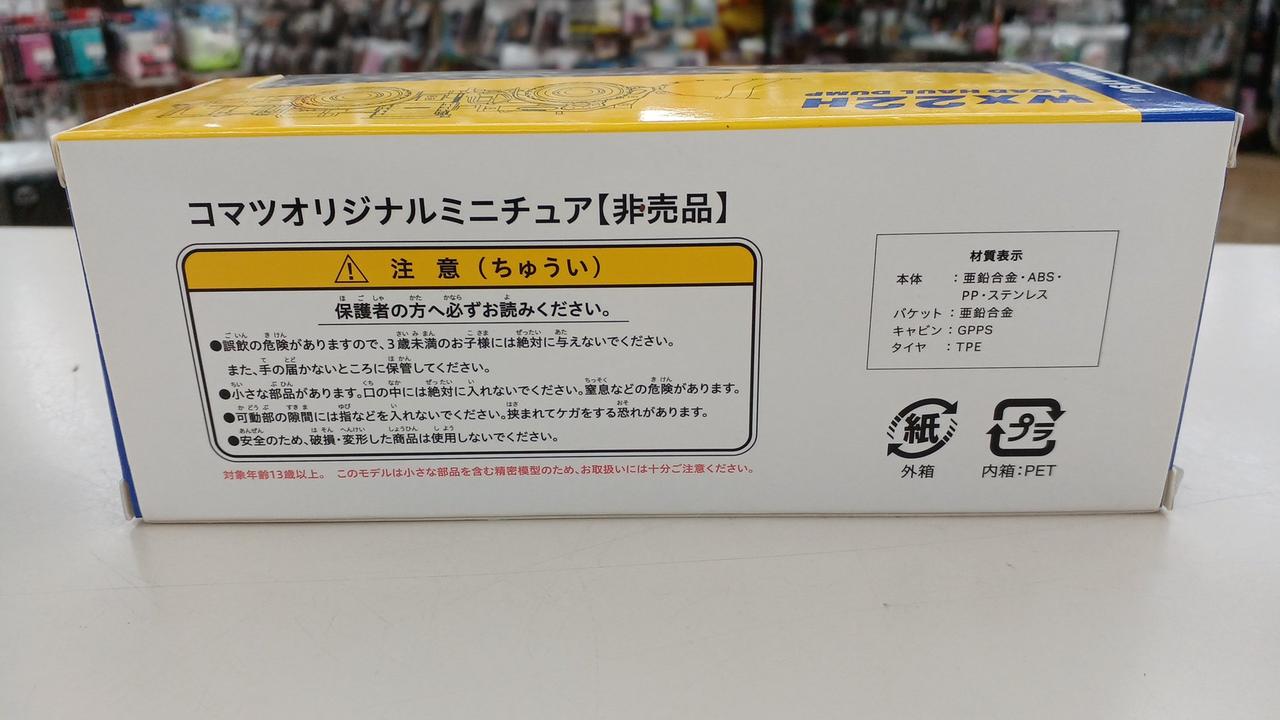 WX22H
LOAD HAUL DUMP
コマツオリジナルミニチュア【非売品】
注 意（ちゅうい）
保護者の方へ必ずお読みください。
●誤飲の危険がありますので、3歳未満のお子様には絶対に与えないでください。
また、手の届かないところに保管してください。
●小さな部品があります。口の中には絶対に入れないでください。窒息などの危険があります。
●可動部の隙間には指などを入れないでください。挟まれてケガをする恐れがあります。
●安全のため、破損・変形した商品は使用しないでください。
対象年齢13歳以上。 このモデルは小さな部品を含む精密模型のため、お取扱いには十分ご注意ください。
材質表示
本体 ：亜鉛合金・ABS・
PP・ステンレス
バケット：亜鉛合金
キャビン：GPPS
タイヤ ：TPE
紙
外箱
プラ
内箱：PET